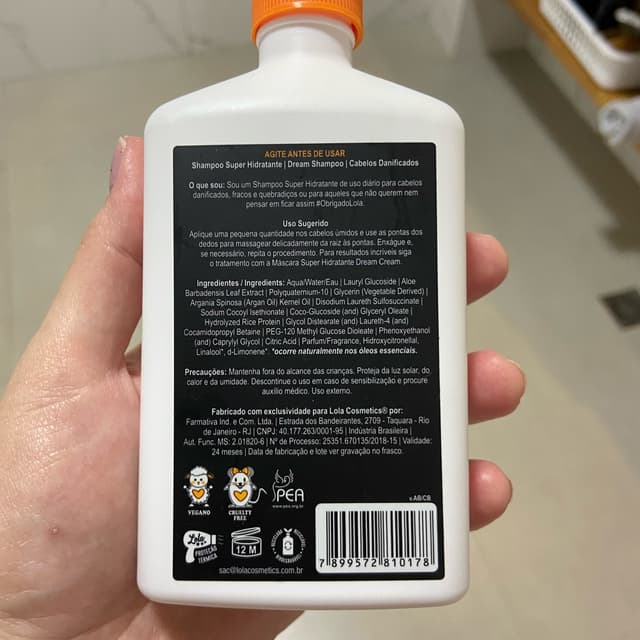 AGITE ANTES DE USAR
Shampoo Super Hidratante | Dream Shampoo | Cabelos Danificados
O que sou: Sou um Shampoo Super Hidratante de uso diário para cabelos
danificados, fracos e quebradiços ou para aqueles que não querem nem
pensar em ficar assim #ObrigadoLola.
Uso Sugerido
Aplique uma pequena quantidade nos cabelos úmidos e use as pontas dos
dedos para massagear delicadamente da raiz às pontas. Enxágue e,
se necessário, repita o procedimento. Para resultados incríveis siga
o tratamento com a Máscara Super Hidratante Dream Cream.
Ingredientes / Ingredients: Aqua/Water/Eau | Lauryl Glucoside | Aloe
Barbadensis Leaf Extract | Polyquaternium-10 | Glycerin (Vegetable Derived) |
Argania Spinosa (Argan Oil) Kernel Oil | Disodium Laureth Sulfosuccinate |
Sodium Cocoyl Isethionate | Coco-Glucoside (and) Glyceryl Oleate |
Hydrolyzed Rice Protein | Glycol Distearate (and) Laureth-4 (and)
Cocamidopropyl Betaine | PEG-120 Methyl Glucose Dioleate | Phenoxyethanol
(and) Caprylyl Glycol | Citric Acid | Parfum/Fragrance, Hidroxycitronellal,
Linalool*, d-Limonene*. *ocorre naturalmente nos óleos essenciais.
Precauções: Mantenha fora do alcance das crianças. Proteja da luz solar, do
calor e da umidade. Descontinue o uso em caso de sensibilização e procure
auxílio médico. Uso externo.
Fabricado com exclusividade para Lola Cosmetics® por:
Farmativa Ind. e Com. Ltda. | Estrada dos Bandeirantes, 2709 - Taquara - Rio
de Janeiro - RJ | CNPJ: 40.177.263/0001-95 | Indústria Brasileira |
Aut. Func. MS: 2.01820-6 | Nº de Processo: 25351.670135/2018-15 | Validade:
24 meses | Data de fabricação e lote ver gravação no frasco.
VEGANO
CRUELTY
FREE
PEA
www.pea.org.br
v.AB/CB
Lola
PROTEÇÃO
TÉRMICA
12 M
sac@lolacosmetics.com.br
7 899572 810178